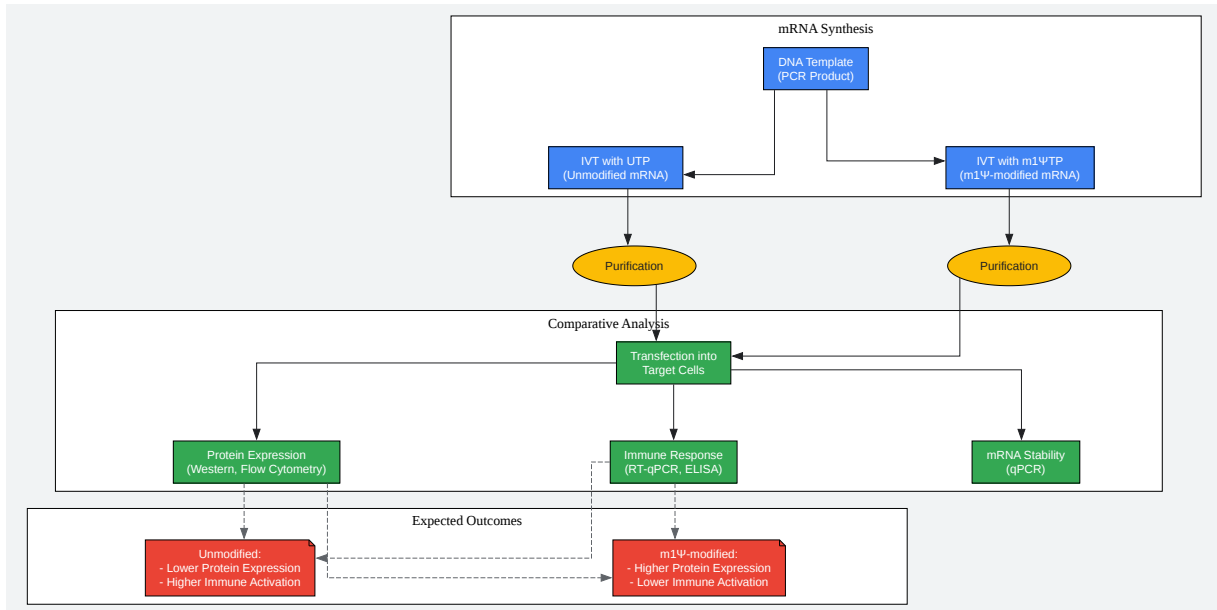 mRNA Synthesis
DNA Template
(PCR Product)
IVT with UTP
(Unmodified mRNA)
IVT with m1ΨTP
(m1Ψ-modified mRNA)
Purification
Purification
Comparative Analysis
Transfection into
Target Cells
Protein Expression
(Western, Flow Cytometry)
Immune Response
(RT-qPCR, ELISA)
mRNA Stability
(qPCR)
Expected Outcomes
Unmodified:
- Lower Protein Expression
- Higher Immune Activation
m1Ψ-modified:
- Higher Protein Expression
- Lower Immune Activation